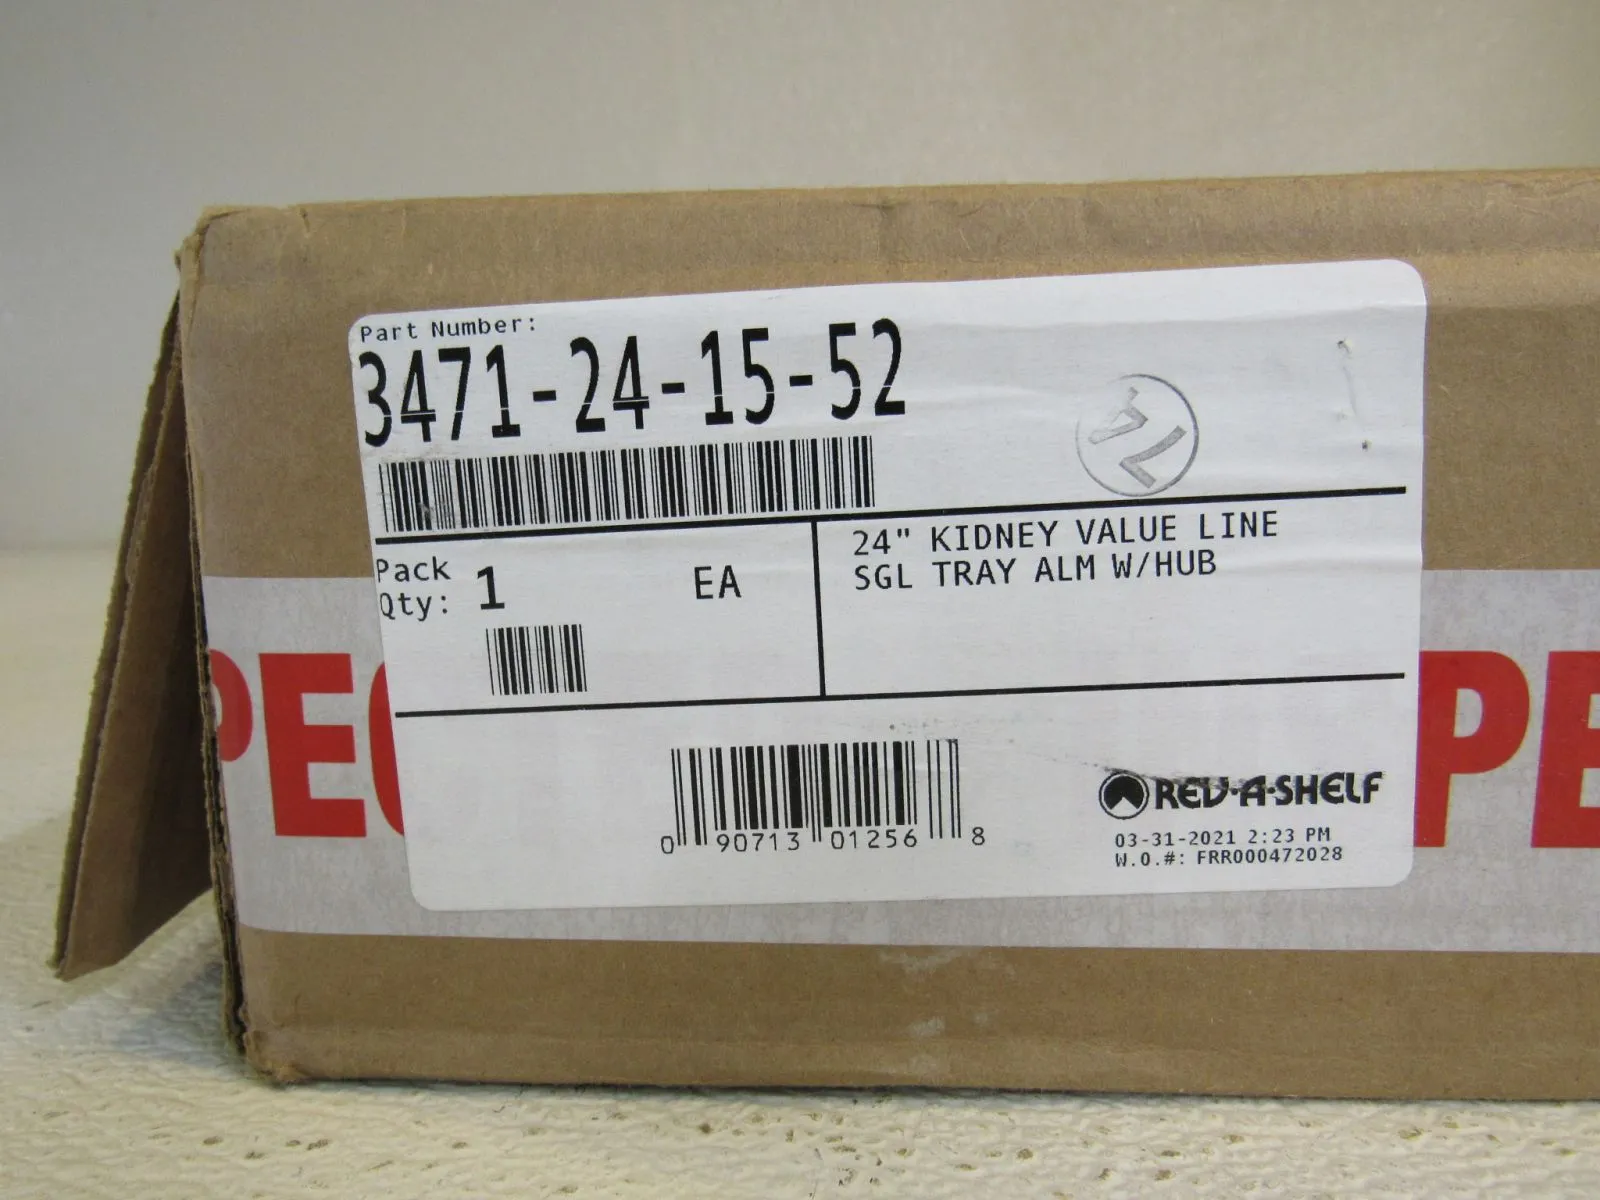 Part Number:
3471-24-15-52
Pack
Qty: 1 EA
24" KIDNEY VALUE LINE
SGL TRAY ALM W/HUB
0 90713 01256 8
REV-A-SHELF
03-31-2021 2:23 PM
W.O.#: FRR000472028
PE
PE